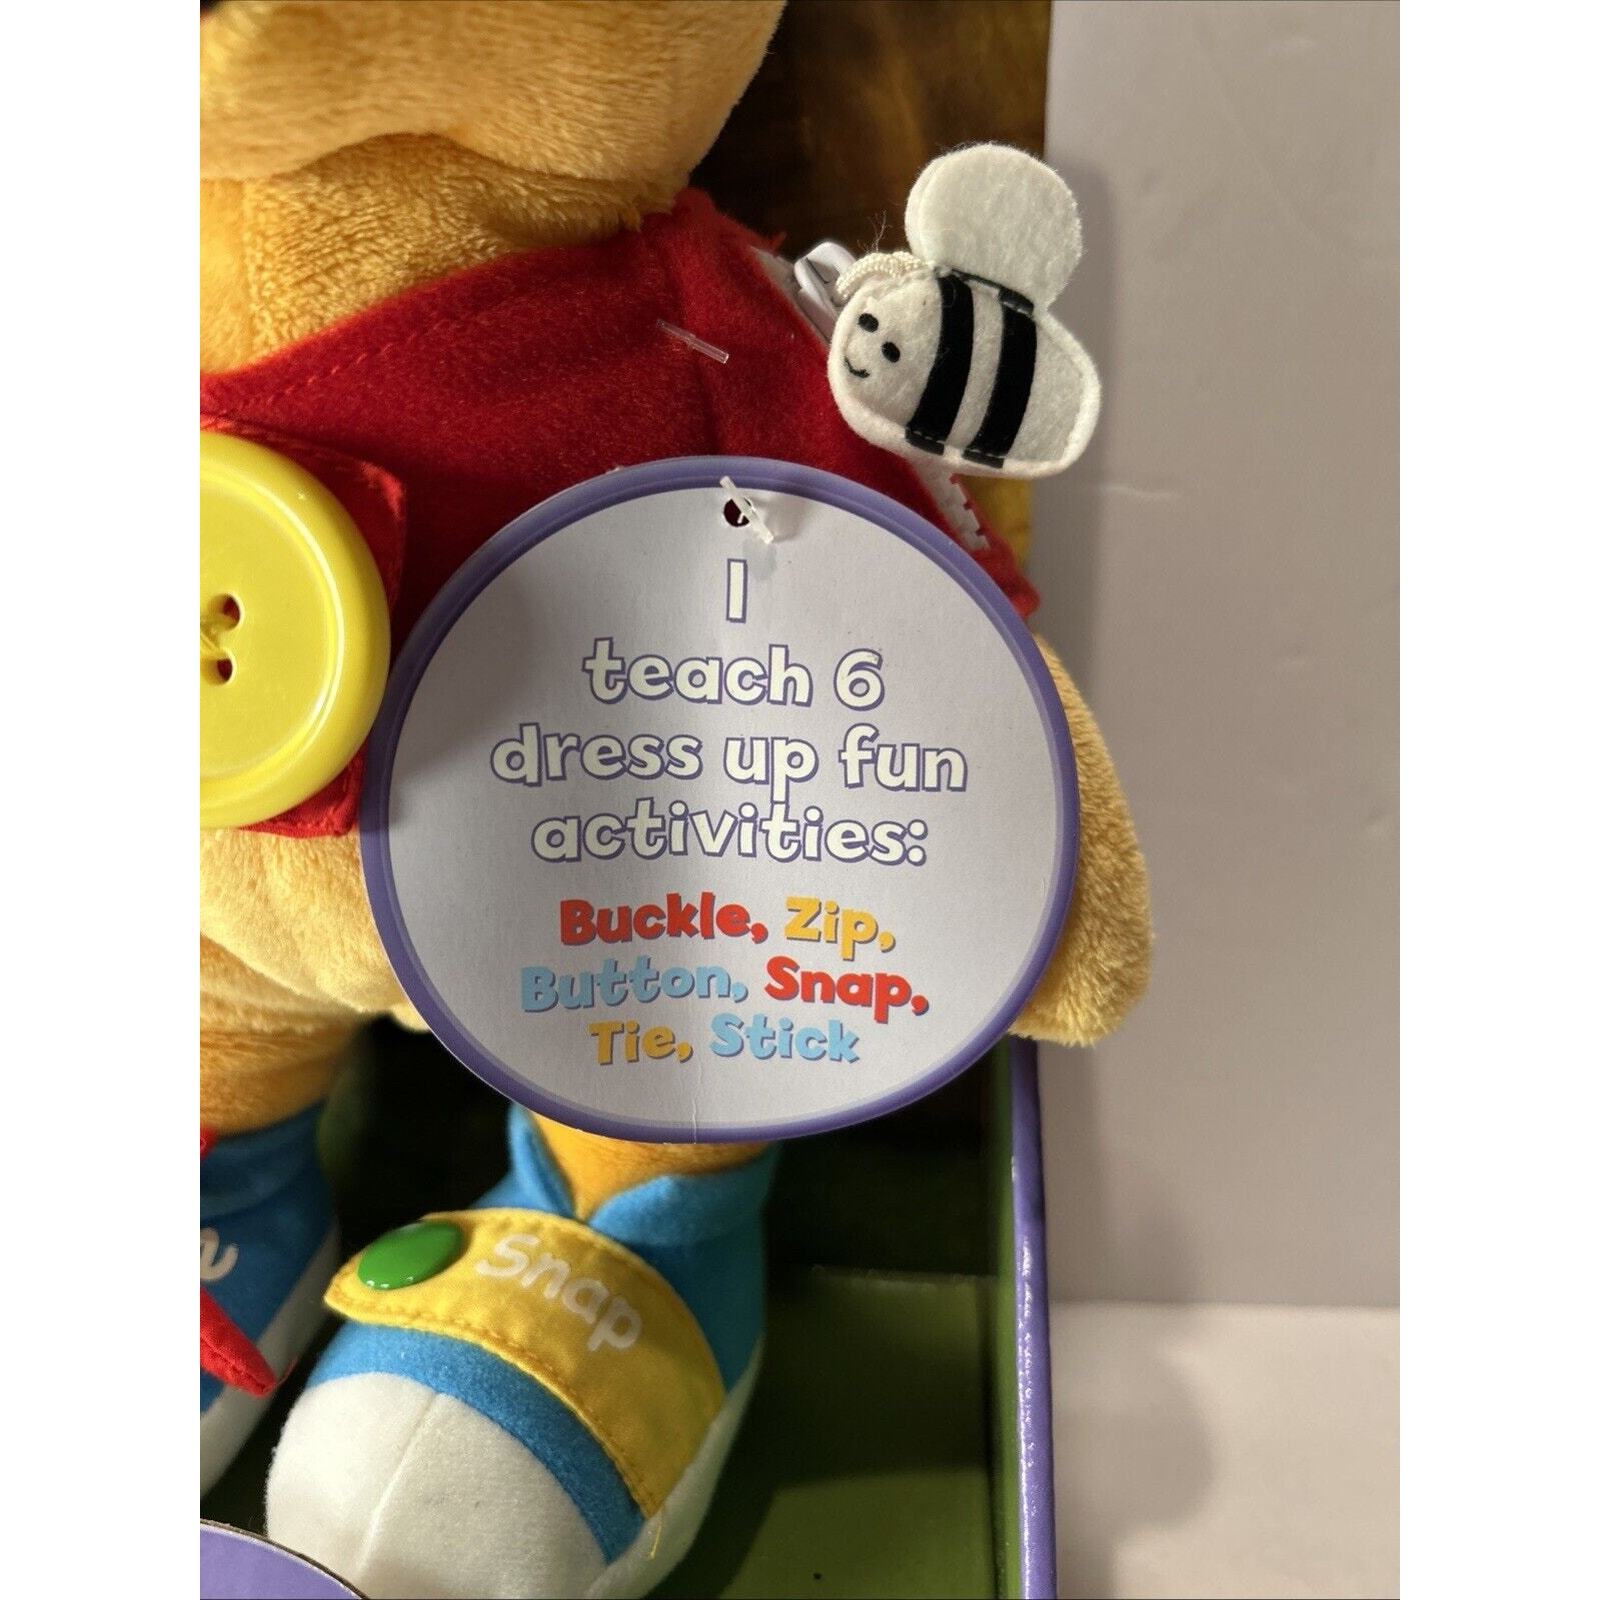 I
teach 6
dress up fun
activities:
Buckle, Zip,
Button, Snap,
Tie, Stick
Snap